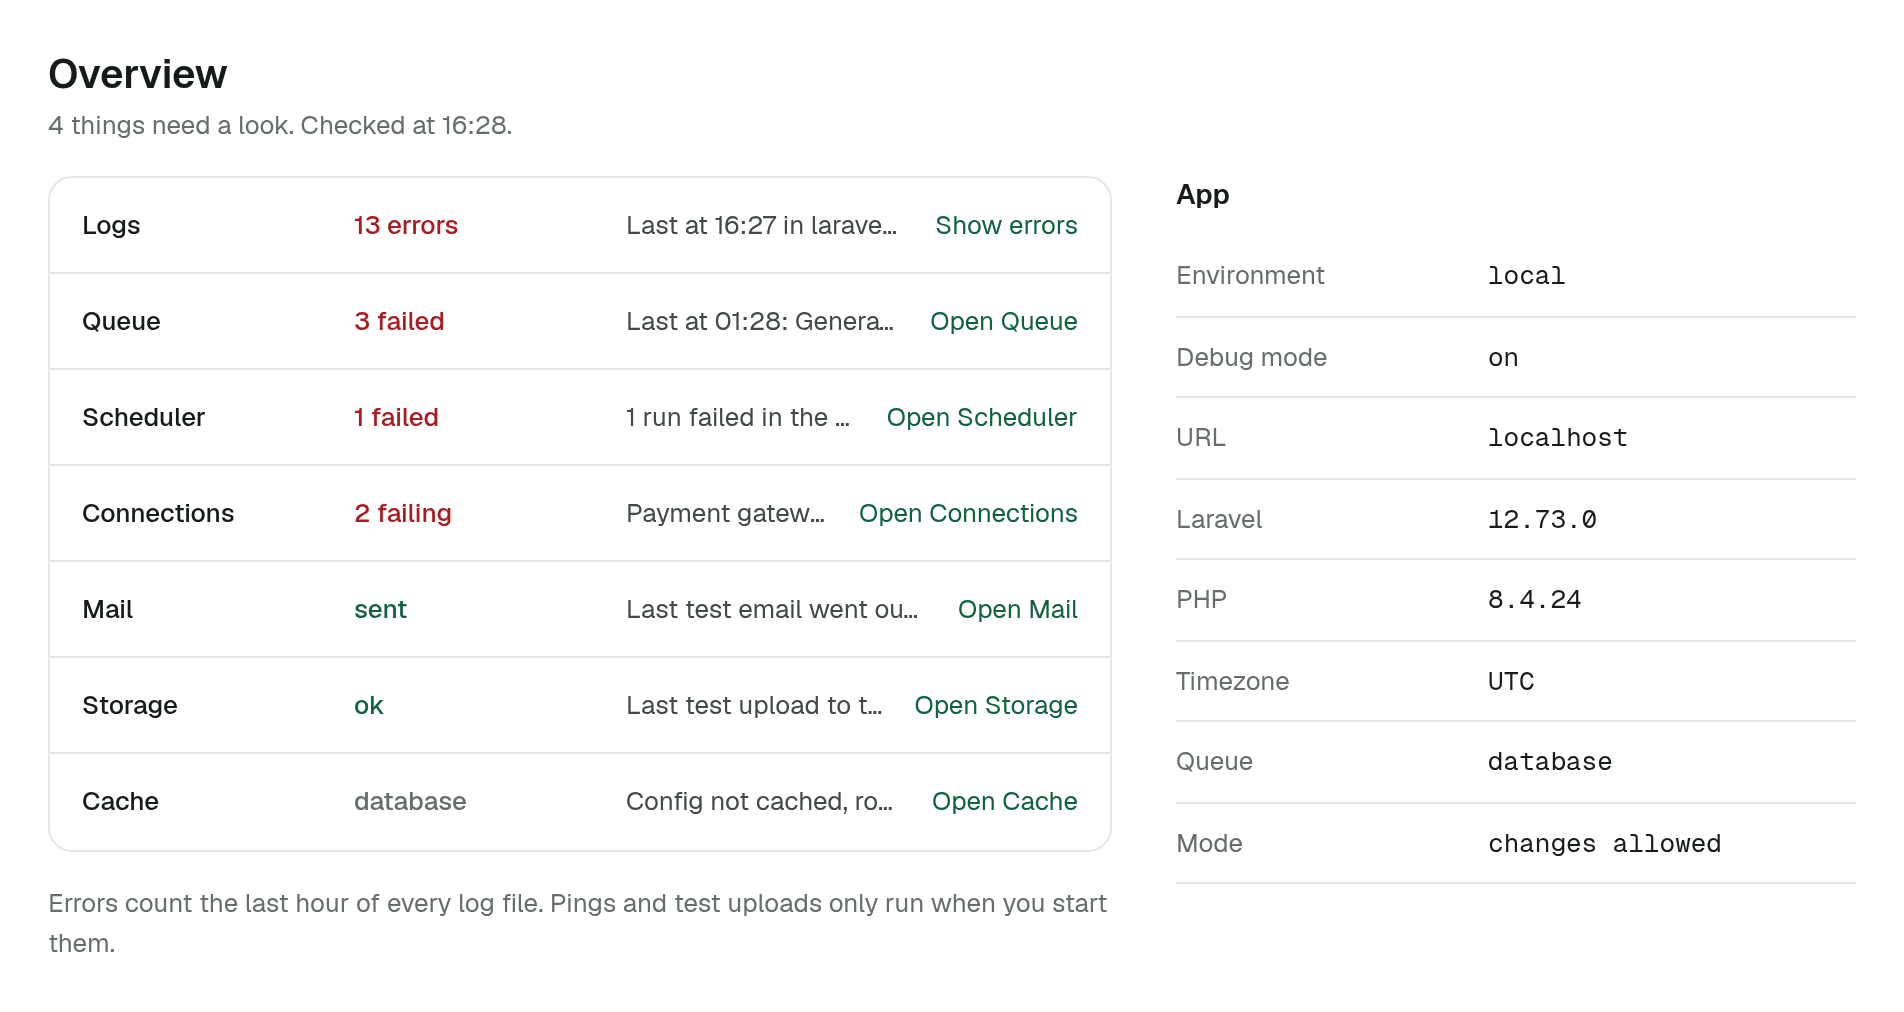 Overview
4 things need a look. Checked at 16:28.
Logs 13 errors Last at 16:27 in larave... Show errors
Queue 3 failed Last at 01:28: Genera... Open Queue
Scheduler 1 failed 1 run failed in the ... Open Scheduler
Connections 2 failing Payment gatew... Open Connections
Mail sent Last test email went ou... Open Mail
Storage ok Last test upload to t... Open Storage
Cache database Config not cached, ro... Open Cache
Errors count the last hour of every log file. Pings and test uploads only run when you start
them.
App
Environment local
Debug mode on
URL localhost
Laravel 12.73.0
PHP 8.4.24
Timezone UTC
Queue database
Mode changes allowed